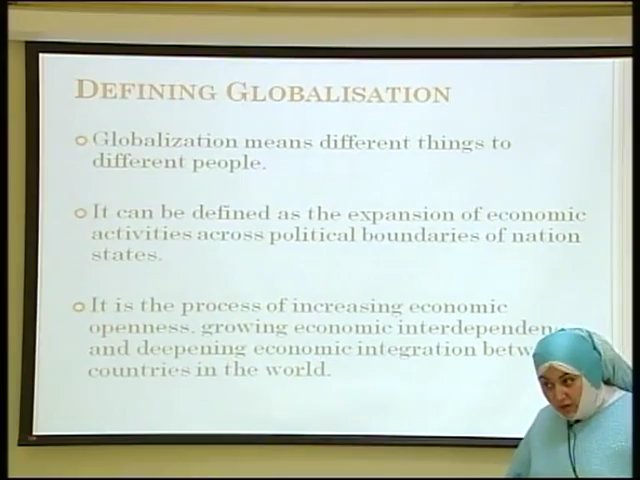 DEFINING GLOBALISATION
Globalization means different things to
different people.
It can be defined as the expansion of economic
activities across political boundaries of nation
states.
It is the process of increasing economic
openness, growing economic interdependen
and deepening economic integration betw
countries in the world.